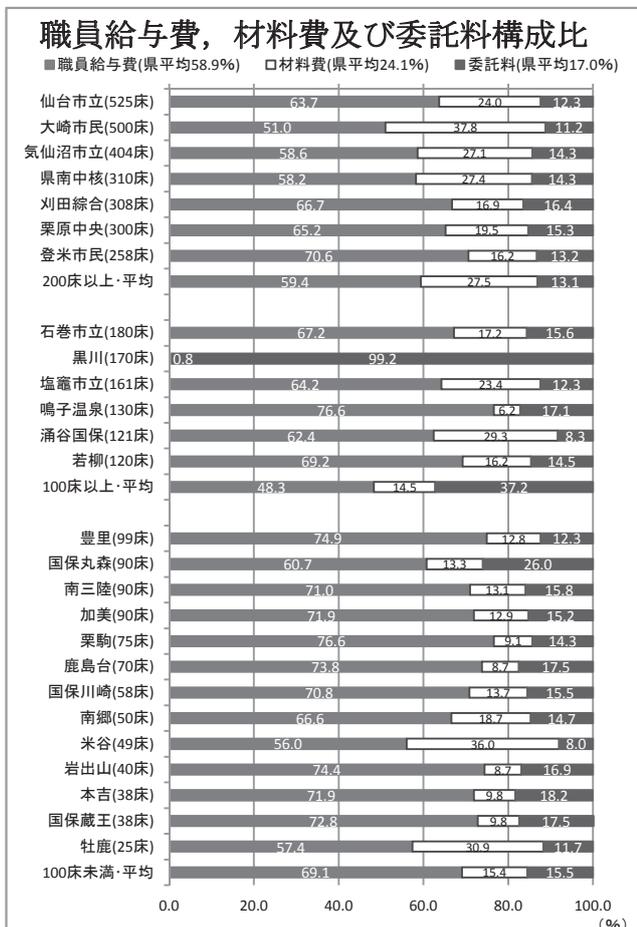 職員給与費，材料費及び委託料構成比
■職員給与費(県平均58.9%) □材料費(県平均24.1%) ■委託料(県平均17.0%)
仙台市立(525床) 63.7 24.0 12.3
大崎市民(500床) 51.0 37.8 11.2
気仙沼市立(404床) 58.6 27.1 14.3
県南中核(310床) 58.2 27.4 14.3
刈田綜合(308床) 66.7 16.9 16.4
栗原中央(300床) 65.2 19.5 15.3
登米市民(258床) 70.6 16.2 13.2
200床以上･平均 59.4 27.5 13.1
石巻市立(180床) 67.2 17.2 15.6
黒川(170床) 0.8 99.2
塩竈市立(161床) 64.2 23.4 12.3
鳴子温泉(130床) 76.6 6.2 17.1
涌谷国保(121床) 62.4 29.3 8.3
若柳(120床) 69.2 16.2 14.5
100床以上･平均 48.3 14.5 37.2
豊里(99床) 74.9 12.8 12.3
国保丸森(90床) 60.7 13.3 26.0
南三陸(90床) 71.0 13.1 15.8
加美(90床) 71.9 12.9 15.2
栗駒(75床) 76.6 9.1 14.3
鹿島台(70床) 73.8 8.7 17.5
国保川崎(58床) 70.8 13.7 15.5
南郷(50床) 66.6 18.7 14.7
米谷(49床) 56.0 36.0 8.0
岩出山(40床) 74.4 8.7 16.9
本吉(38床) 71.9 9.8 18.2
国保蔵王(38床) 72.8 9.8 17.5
牡鹿(25床) 57.4 30.9 11.7
100床未満･平均 69.1 15.4 15.5
0.0 20.0 40.0 60.0 80.0 100.0
(%)